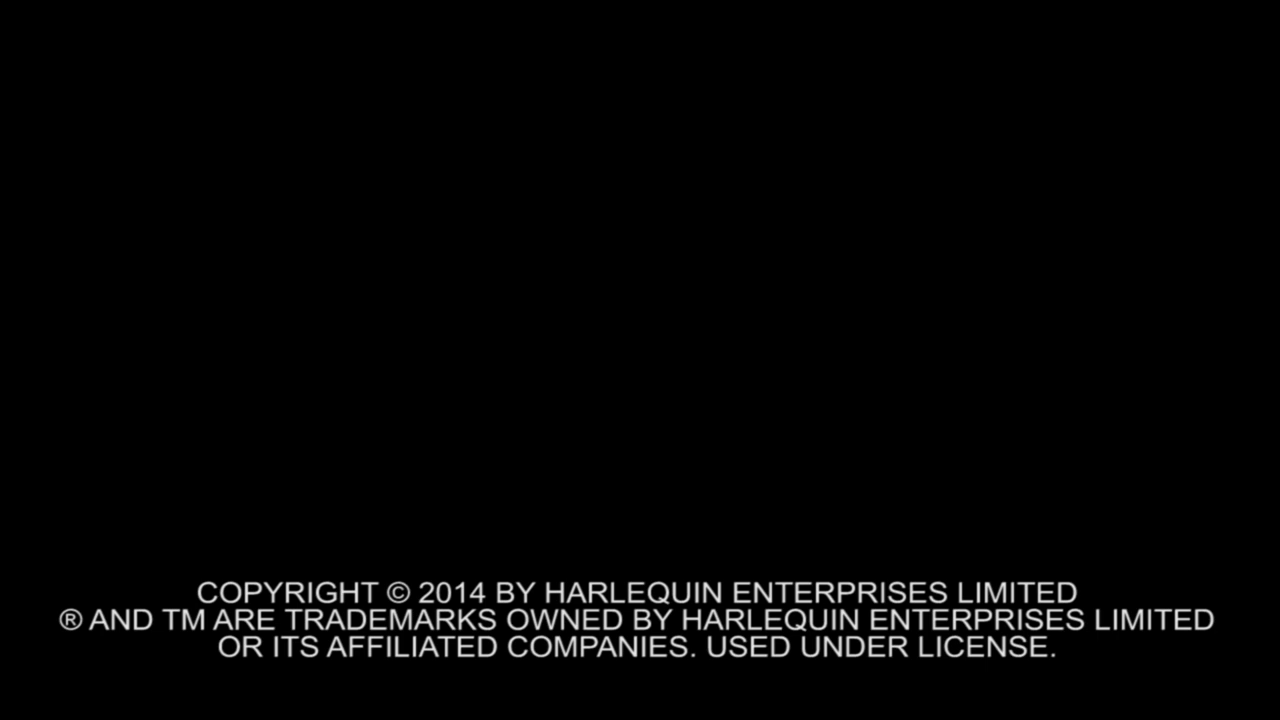 COPYRIGHT © 2014 BY HARLEQUIN ENTERPRISES LIMITED
® AND TM ARE TRADEMARKS OWNED BY HARLEQUIN ENTERPRISES LIMITED
OR ITS AFFILIATED COMPANIES. USED UNDER LICENSE.